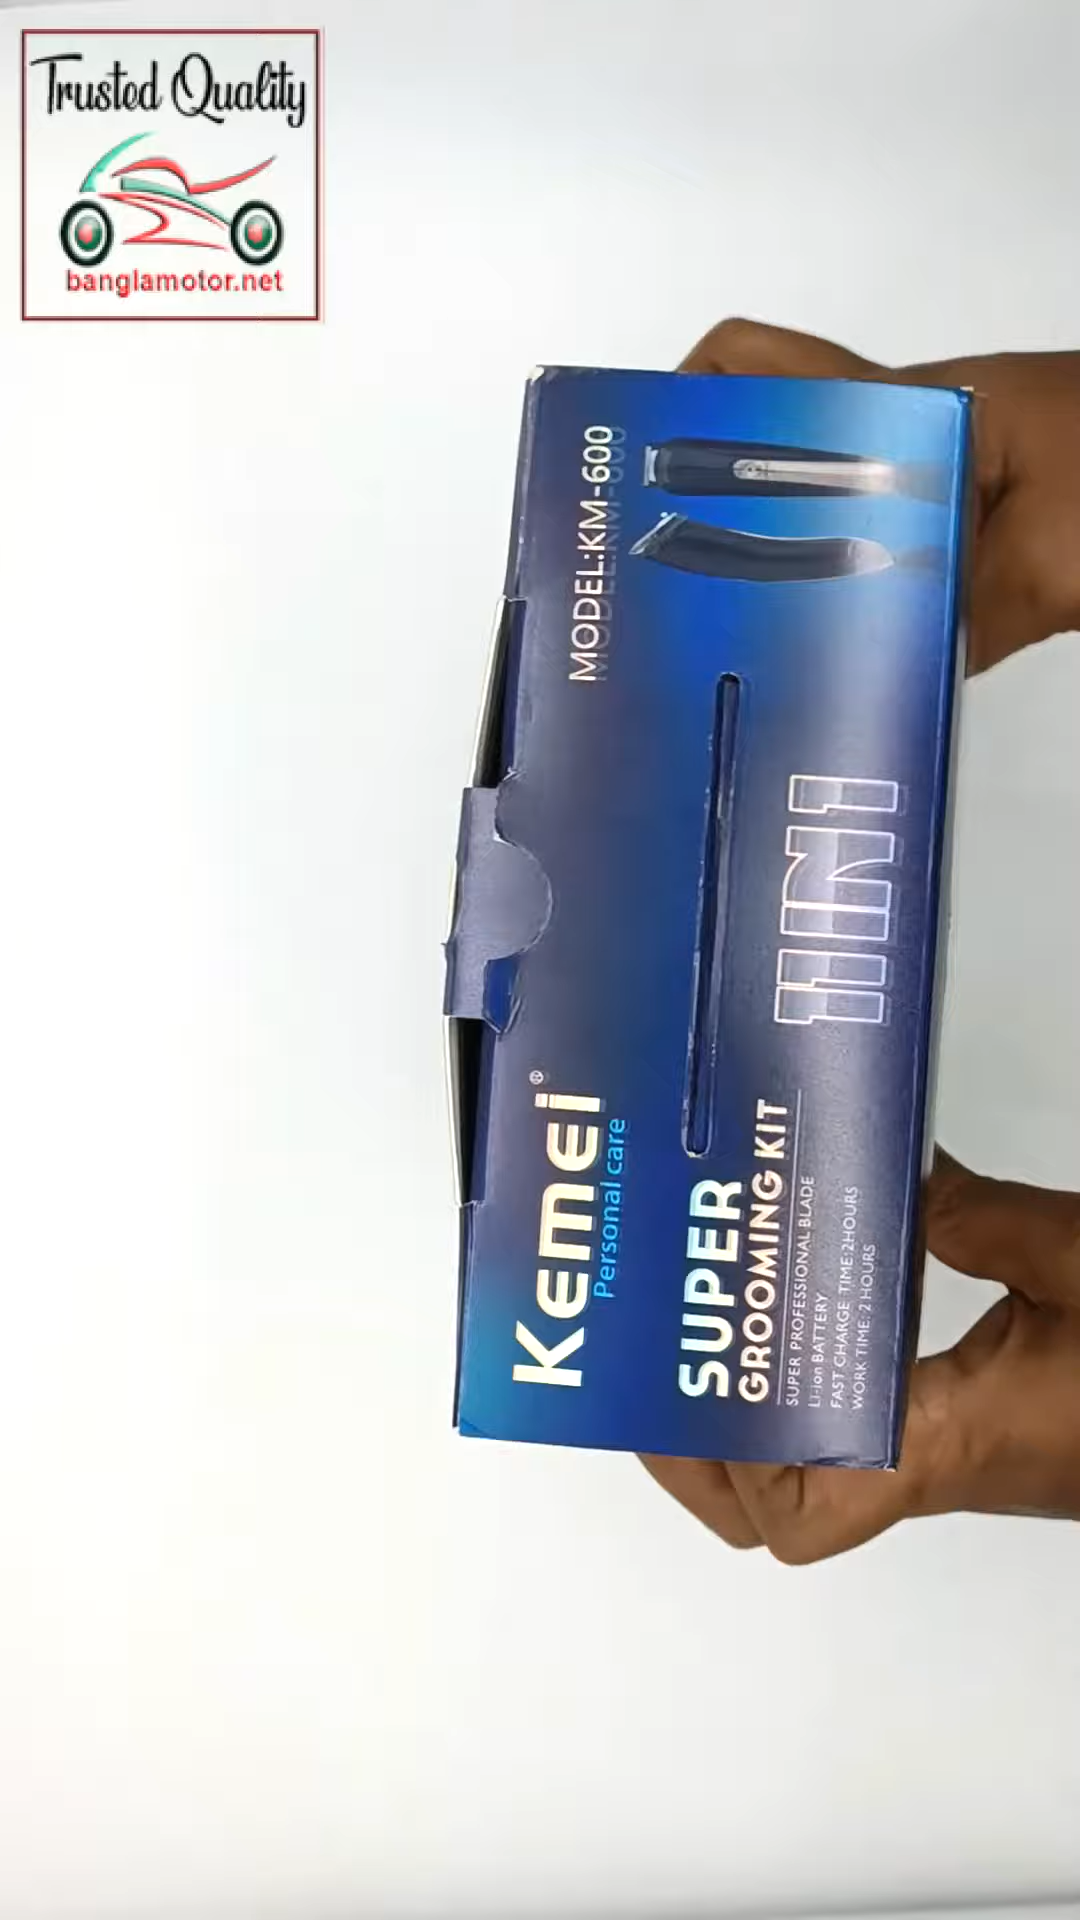 Trusted Quality
banglamotor.net
Kemei®
Personal care
MODEL:KM-600
SUPER
GROOMING KIT
11IN1
SUPER PROFESSIONAL BLADE
Li-ion BATTERY
FAST CHARGE TIME:2HOURS
WORK TIME: 2 HOURS